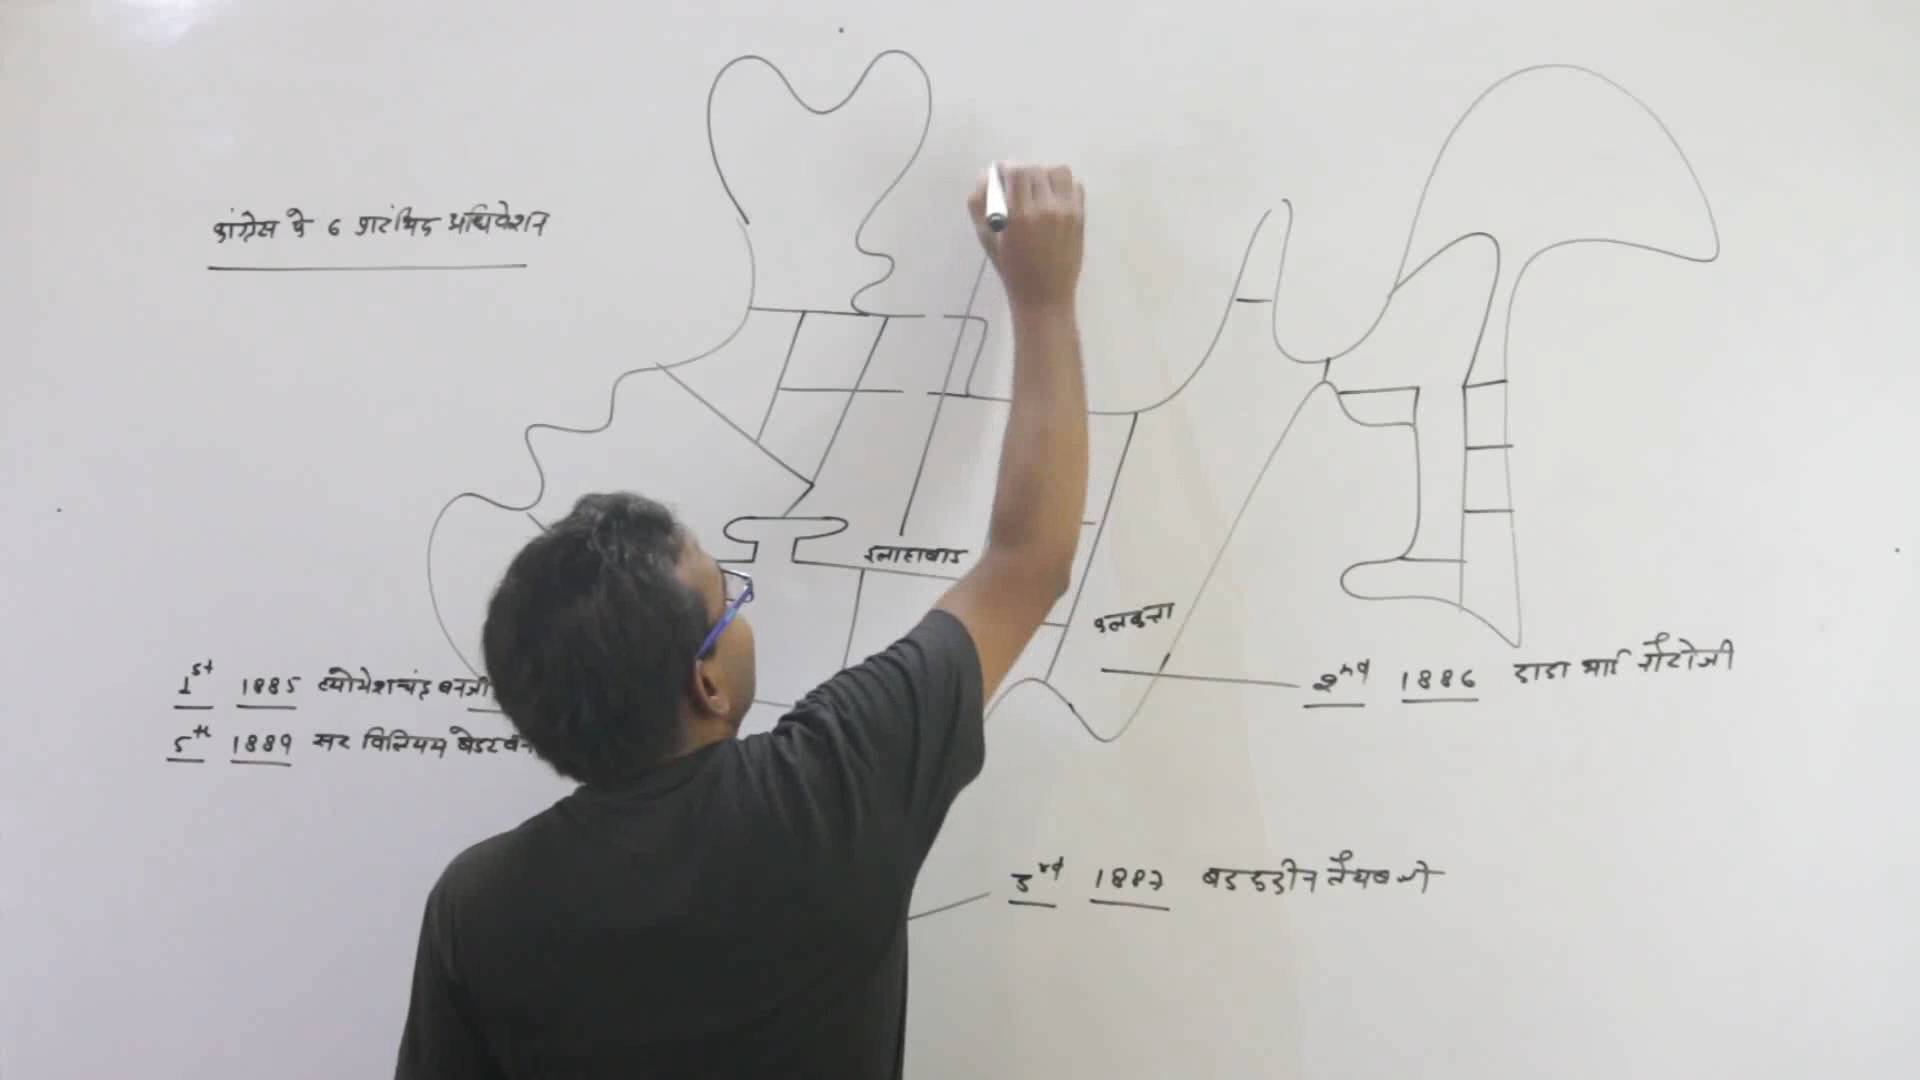 कांग्रेस के 6 प्रारंभिक अधिवेशन
इलाहाबाद
कलकत्ता
1st 1885 व्योमेशचंद्र बनर्जी
2nd 1886 दादा भाई नौरोजी
5th 1889 सर विलियम वेडरबर्न
3rd 1887 बदरुद्दीन तैयबजी